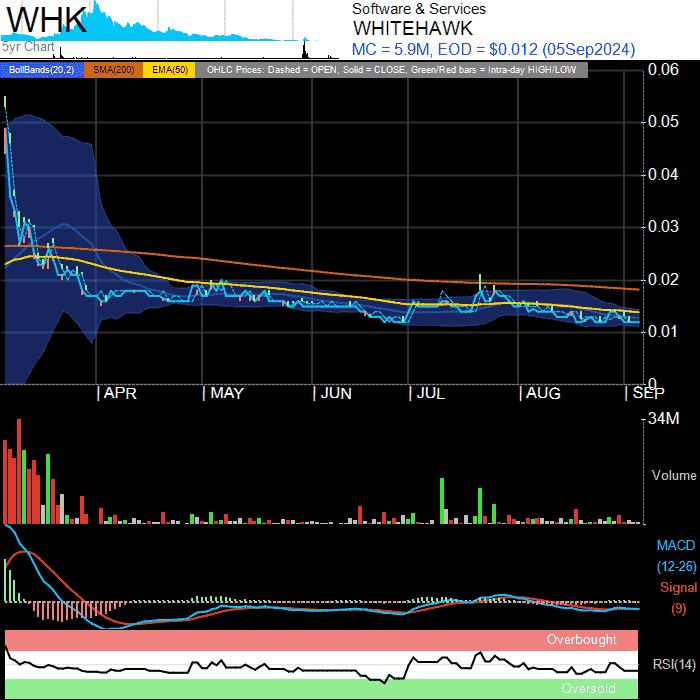 WHK
Software & Services
WHITEHAWK
5yr Chart
MC = 5.9M, EOD = $0.012 (05Sep2024)
BollBands(20,2) SMA(200) EMA(50) OHLC Prices: Dashed = OPEN, Solid = CLOSE, Green/Red bars = Intra-day HIGH/LOW
0.06
0.05
0.04
0.03
0.02
0.01
0
APR MAY JUN JUL AUG SEP
34M
Volume
MACD
(12-26)
Signal
(9)
Overbought
RSI(14)
Oversold